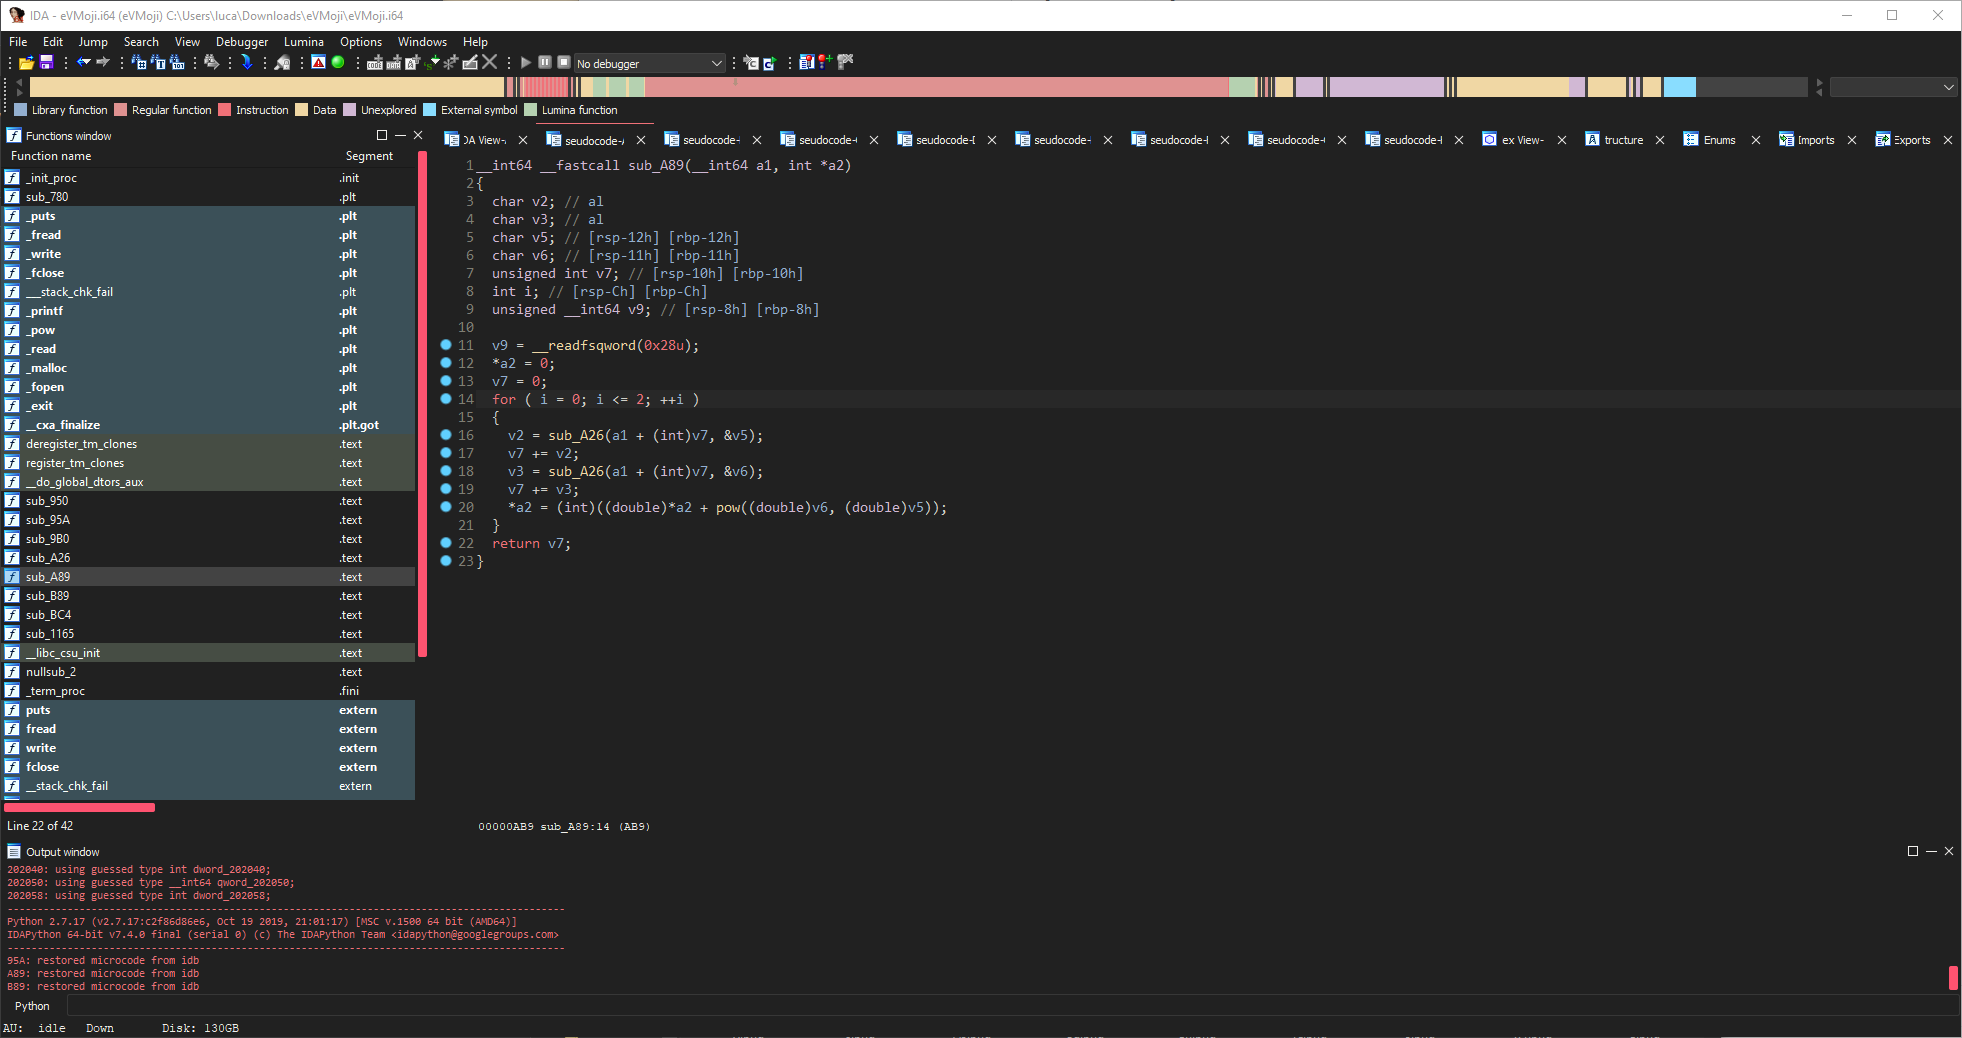 IDA - eVMoji.i64 (eVMoji) C:\Users\luca\Downloads\eVMoji\eVMoji.i64
File Edit Jump Search View Debugger Lumina Options Windows Help
No debugger
Library function Regular function Instruction Data Unexplored External symbol Lumina function
Functions window
Function name Segment
_init_proc .init
sub_780 .plt
_puts .plt
_fread .plt
_write .plt
_fclose .plt
___stack_chk_fail .plt
_printf .plt
_pow .plt
_read .plt
_malloc .plt
_fopen .plt
_exit .plt
__cxa_finalize .plt.got
deregister_tm_clones .text
register_tm_clones .text
__do_global_dtors_aux .text
sub_950 .text
sub_95A .text
sub_9B0 .text
sub_A26 .text
sub_A89 .text
sub_B89 .text
sub_BC4 .text
sub_1165 .text
__libc_csu_init .text
nullsub_2 .text
_term_proc .fini
puts extern
fread extern
write extern
fclose extern
__stack_chk_fail extern
Line 22 of 42
DA View- seudocode- seudocode- seudocode- seudocode- seudocode- seudocode- seudocode- seudocode- ex View- tructure Enums Imports Exports
1 __int64 __fastcall sub_A89(__int64 a1, int *a2)
2 {
3 char v2; // al
4 char v3; // al
5 char v5; // [rsp-12h] [rbp-12h]
6 char v6; // [rsp-11h] [rbp-11h]
7 unsigned int v7; // [rsp-10h] [rbp-10h]
8 int i; // [rsp-Ch] [rbp-Ch]
9 unsigned __int64 v9; // [rsp-8h] [rbp-8h]
10
11 v9 = __readfsqword(0x28u);
12 *a2 = 0;
13 v7 = 0;
14 for ( i = 0; i <= 2; ++i )
15 {
16 v2 = sub_A26(a1 + (int)v7, &v5);
17 v7 += v2;
18 v3 = sub_A26(a1 + (int)v7, &v6);
19 v7 += v3;
20 *a2 = (int)((double)*a2 + pow((double)v6, (double)v5));
21 }
22 return v7;
23 }
00000AB9 sub_A89:14 (AB9)
Output window
202040: using guessed type int dword_202040;
202050: using guessed type __int64 qword_202050;
202058: using guessed type int dword_202058;
Python 2.7.17 (v2.7.17:c2f86d86e6, Oct 19 2019, 21:01:17) [MSC v.1500 64 bit (AMD64)]
IDAPython 64-bit v7.4.0 final (serial 0) (c) The IDAPython Team <idapython@googlegroups.com>
95A: restored microcode from idb
A89: restored microcode from idb
B89: restored microcode from idb
Python
AU: idle Down Disk: 130GB